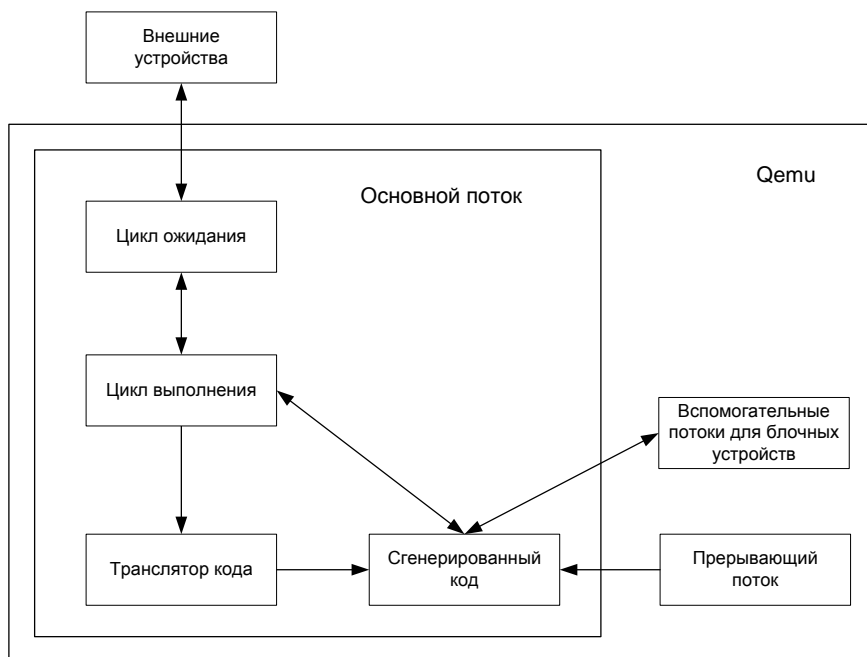 Внешние
устройства
Qemu
Основной поток
Цикл ожидания
Цикл выполнения
Вспомогательные
потоки для блочных
устройств
Транслятор кода
Сгенерированный
код
Прерывающий
поток